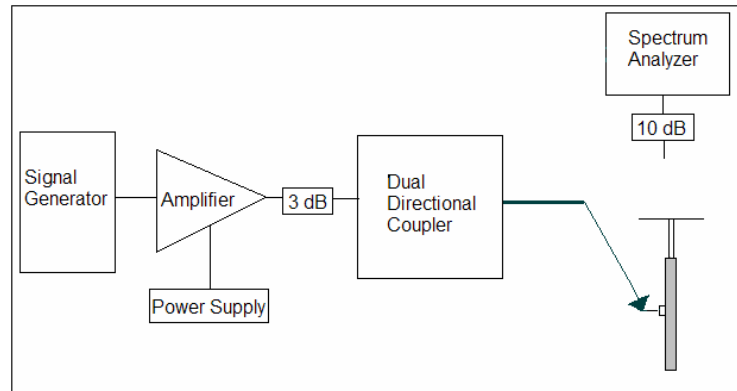 Spectrum
Analyzer
10 dB
Signal
Generator
Amplifier
3 dB
Dual
Directional
Coupler
Power Supply